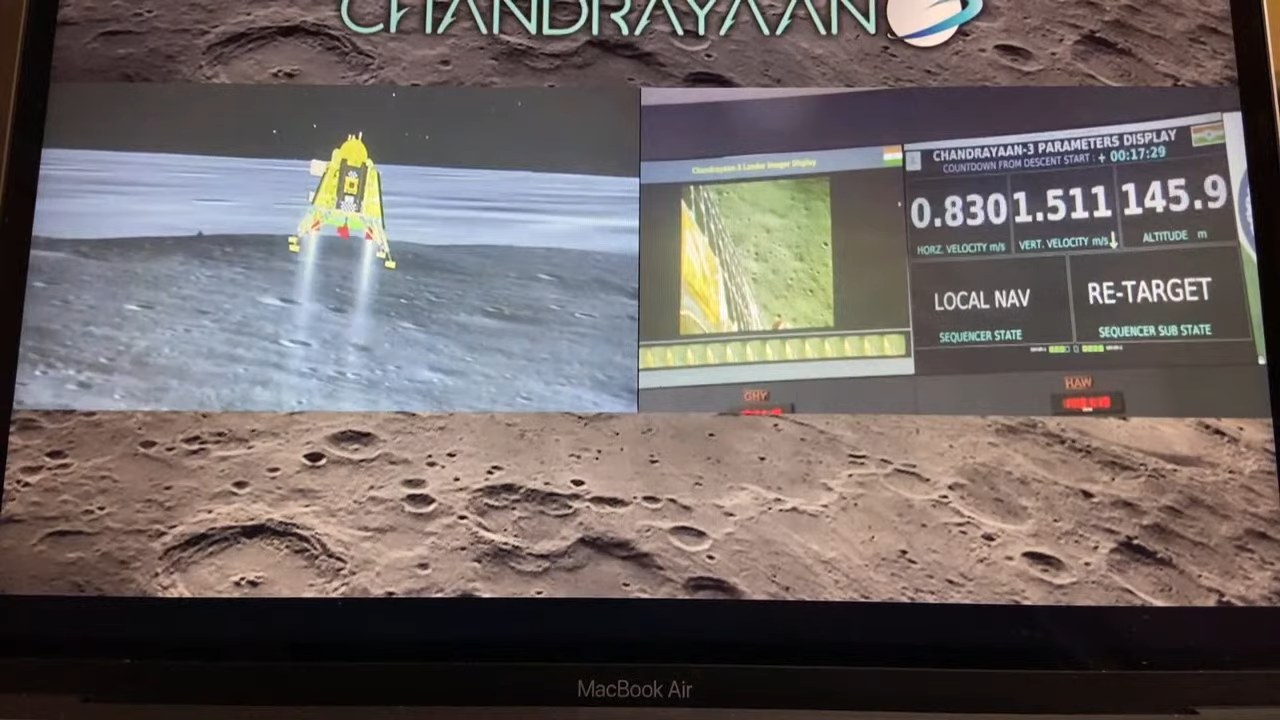 CHANDRAYAAN 3
Chandrayaan 3 Lander Imager Display
CHANDRAYAAN-3 PARAMETERS DISPLAY
COUNTDOWN FROM DESCENT START : + 00:17:29
0.830 1.511 145.9
HORZ. VELOCITY m/s VERT. VELOCITY m/s ALTITUDE m
LOCAL NAV RE-TARGET
SEQUENCER STATE SEQUENCER SUB STATE
GHY HAW
MacBook Air